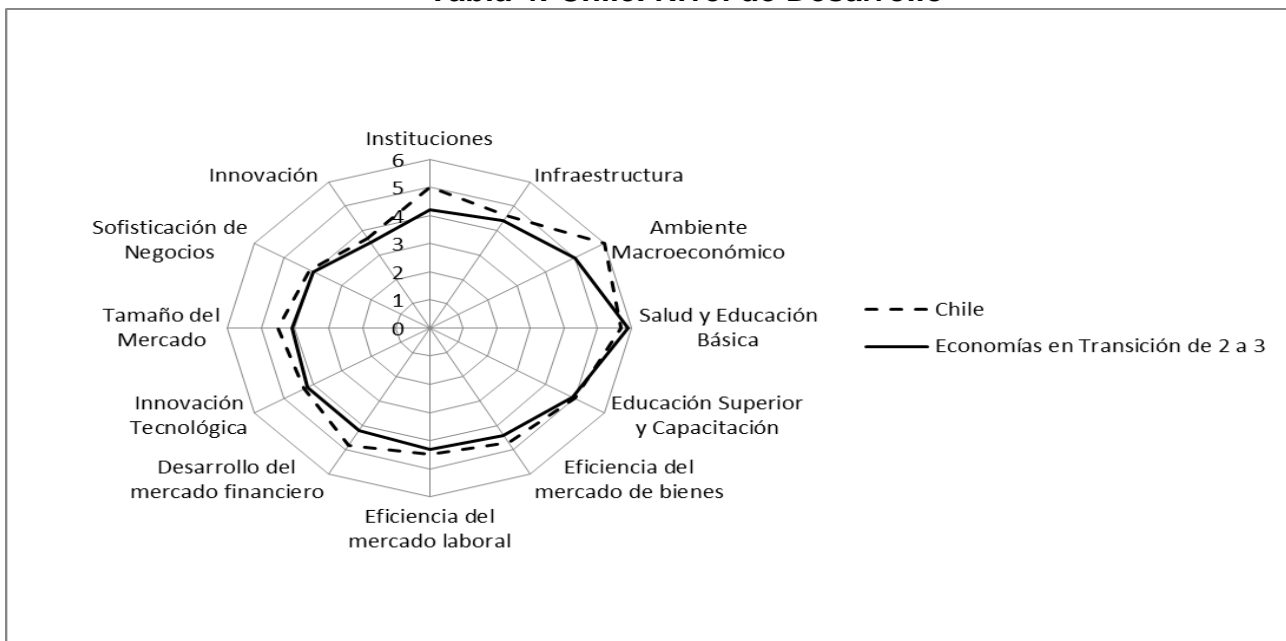 Instituciones
6
5
4
3
2
1
0
Infraestructura
Ambiente
Macroeconómico
Salud y Educación
Básica
Educación Superior
y Capacitación
Eficiencia del
mercado de bienes
Eficiencia del
mercado laboral
Desarrollo del
mercado financiero
Innovación
Tecnológica
Tamaño del
Mercado
Sofisticación de
Negocios
Innovación
Chile
Economías en Transición de 2 a 3